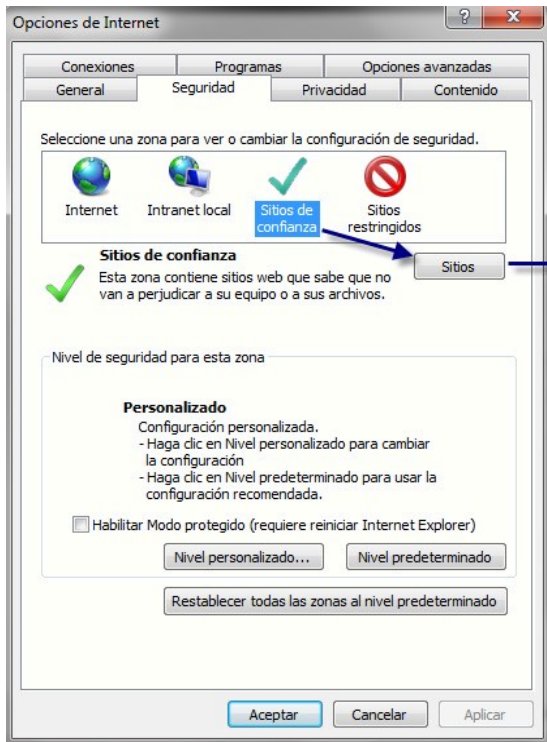 Opciones de Internet
Conexiones Programas Opciones avanzadas
General Seguridad Privacidad Contenido
Seleccione una zona para ver o cambiar la configuración de seguridad.
Internet Intranet local Sitios de confianza Sitios restringidos
Sitios de confianza
Sitios
Esta zona contiene sitios web que sabe que no
van a perjudicar a su equipo o a sus archivos.
Nivel de seguridad para esta zona
Personalizado
Configuración personalizada.
- Haga clic en Nivel personalizado para cambiar
la configuración
- Haga clic en Nivel predeterminado para usar la
configuración recomendada.
Habilitar Modo protegido (requiere reiniciar Internet Explorer)
Nivel personalizado... Nivel predeterminado
Restablecer todas las zonas al nivel predeterminado
Aceptar Cancelar Aplicar